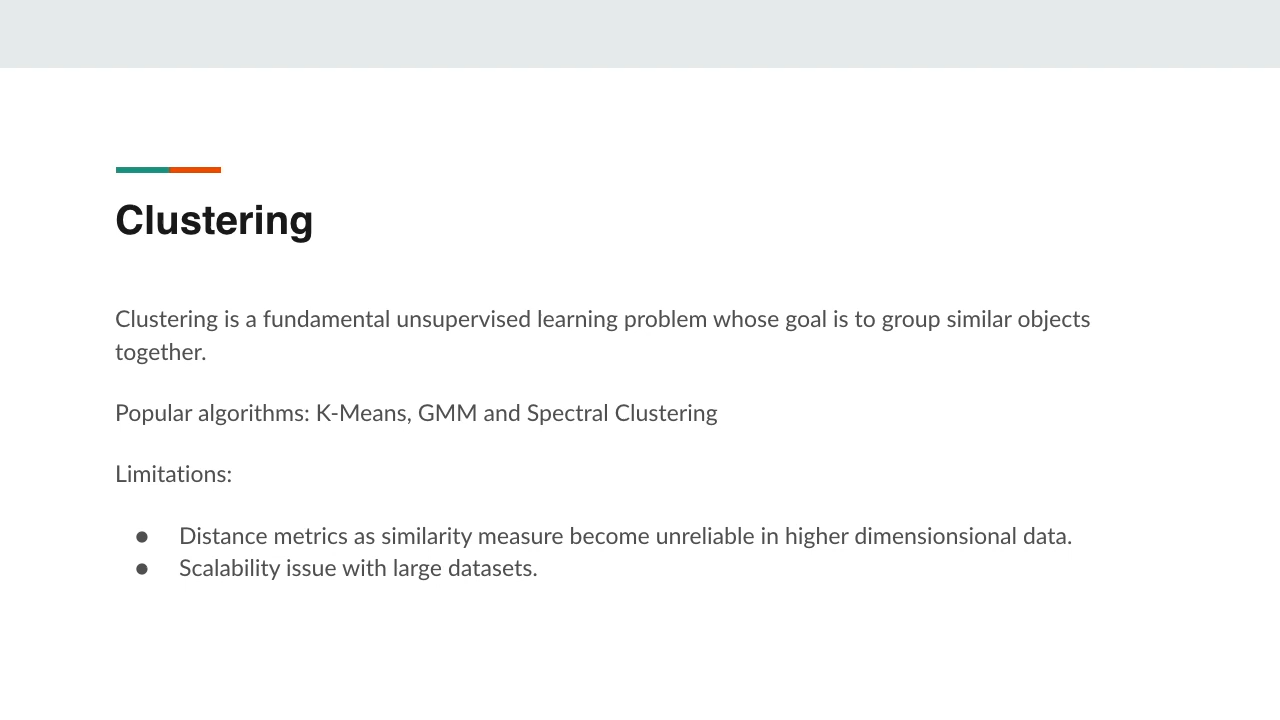 Clustering
Clustering is a fundamental unsupervised learning problem whose goal is to group similar objects
together.
Popular algorithms: K-Means, GMM and Spectral Clustering
Limitations:
● Distance metrics as similarity measure become unreliable in higher dimensionsional data.
● Scalability issue with large datasets.